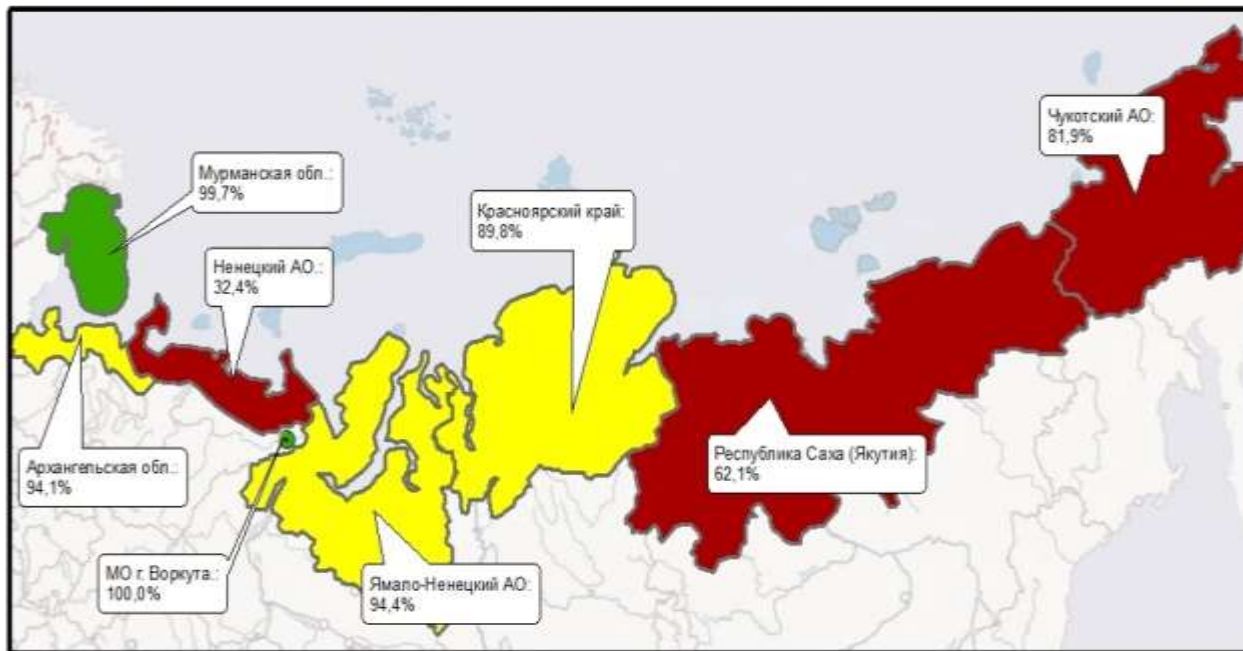 Чукотский АО:
81,9%
Мурманская обл.:
99,7%
Красноярский край:
89,8%
Ненецкий АО.:
32,4%
Архангельская обл.:
94,1%
Республика Саха (Якутия):
62,1%
МО г. Воркута.:
100,0%
Ямало-Ненецкий АО:
94,4%